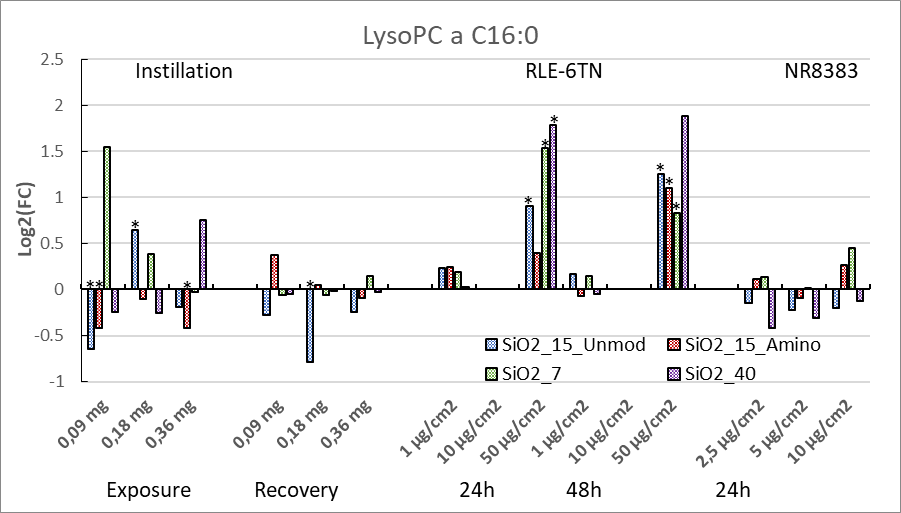 LysoPC a C16:0
Instillation RLE-6TN NR8383
Log2(FC)
2.5
2
1.5
1
0.5
0
-0.5
-1
* * * * * * * * * * *
SiO2_15_Unmod SiO2_15_Amino
SiO2_7 SiO2_40
0,09 mg 0,18 mg 0,36 mg 0,09 mg 0,18 mg 0,36 mg 1 µg/cm2 10 µg/cm2 50 µg/cm2 1 µg/cm2 10 µg/cm2 50 µg/cm2 2,5 µg/cm2 5 µg/cm2 10 µg/cm2
Exposure Recovery 24h 48h 24h